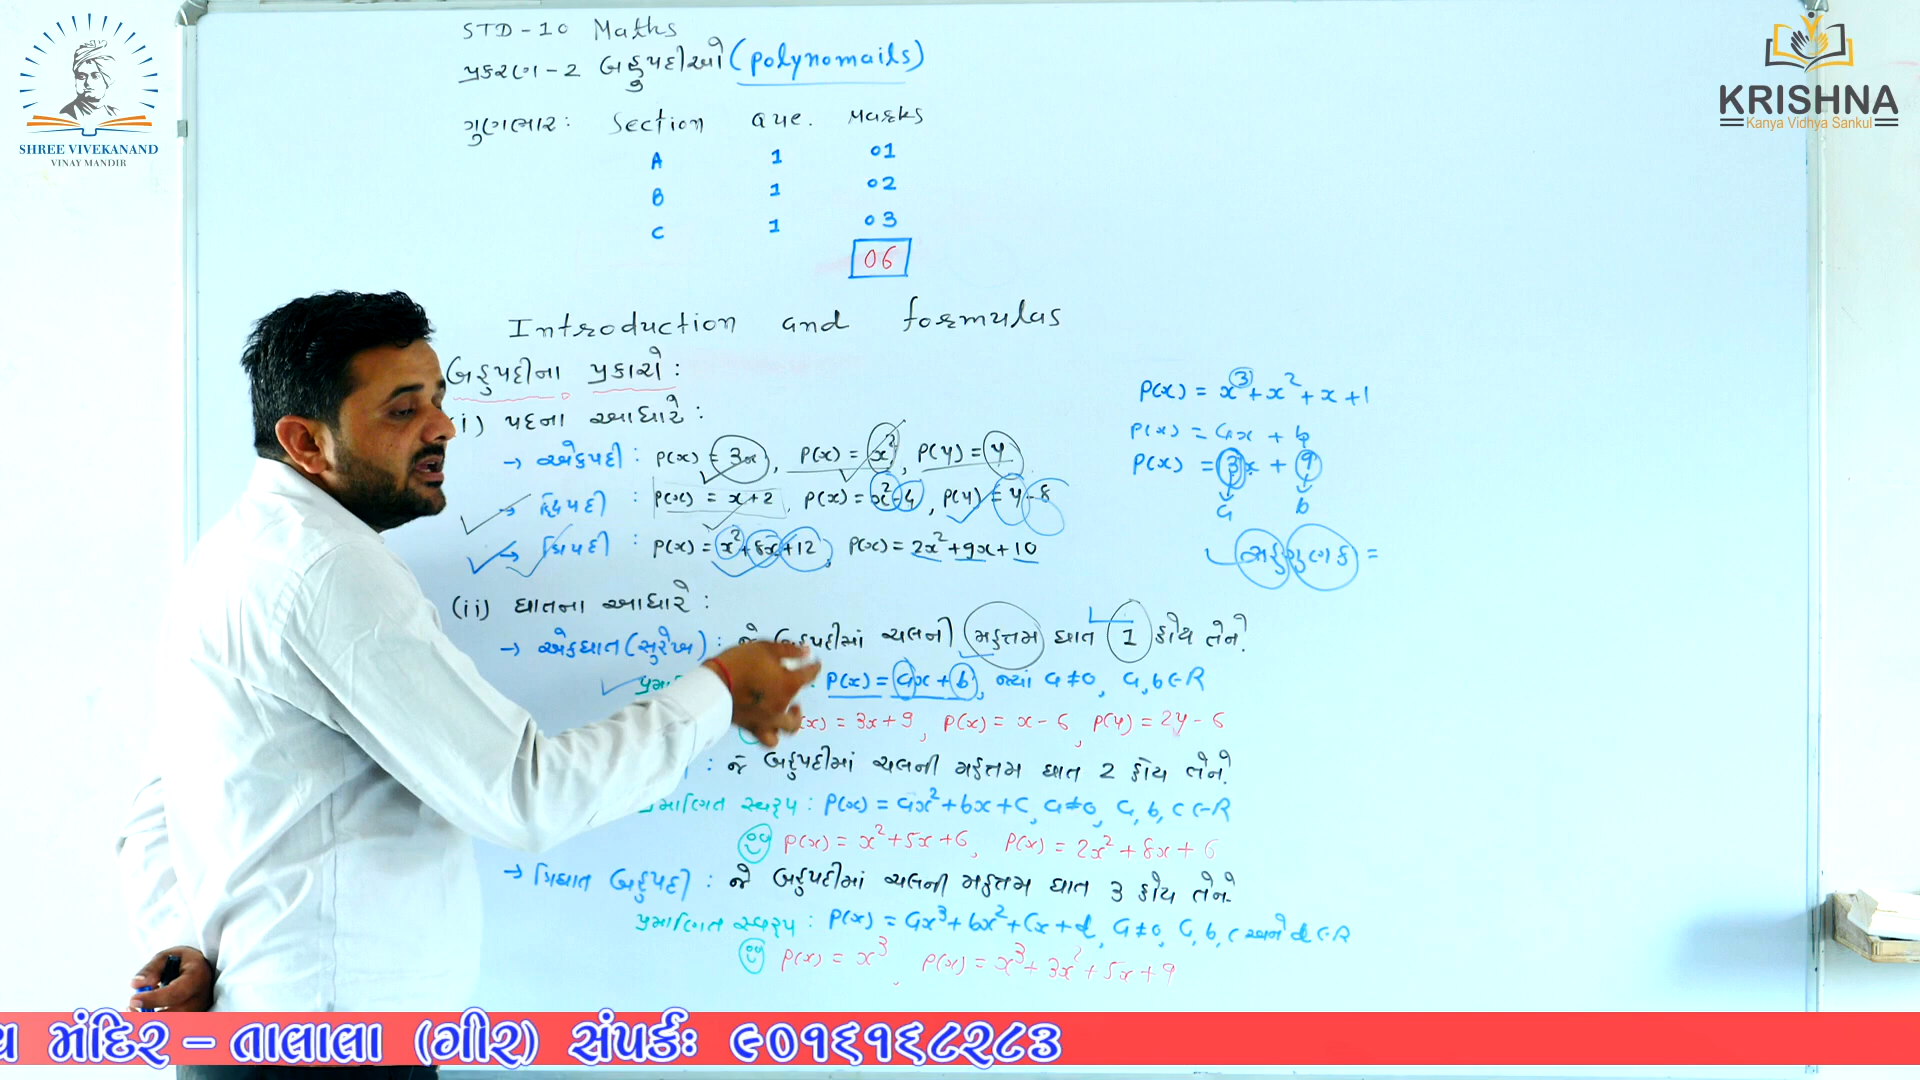 SHREE VIVEKANAND
VINAY MANDIR
KRISHNA
Kanya Vidhya Sankul
STD-10 Maths
પ્રકરણ-2 બહુપદીઓ (polynomails)
ગુણભાર: Section Que. Marks
A 1 01
B 1 02
C 1 03
06
Introduction and formulas
બહુપદીના પ્રકારો:
(i) પદના આધારે:
→ એકપદી: P(x) = 3x, P(x) = x², P(y) = y
→ દ્વિપદી: P(x) = x+2, P(x) = x²-4, P(y) = y-8
→ ત્રિપદી: P(x) = x²+8x+12, P(x) = 2x²+9x+10
(ii) ઘાતના આધારે:
→ એકઘાત (સુરેખ): જે બહુપદીમાં ચલની મહત્તમ ઘાત 1 હોય તેને.
: P(x) = ax+b, જ્યાં a≠0, a,b∈R
(x) = 3x+9, P(x) = x-6, P(y) = 2y-6
: જે બહુપદીમાં ચલની મહત્તમ ઘાત 2 હોય તેને.
પ્રમાણિત સ્વરૂપ: P(x) = ax²+bx+c, a≠0, a, b, c∈R
P(x) = x²+5x+6, P(x) = 2x²+8x+6
→ ત્રિઘાત બહુપદી: જે બહુપદીમાં ચલની મહત્તમ ઘાત 3 હોય તેને.
પ્રમાણિત સ્વરૂપ: P(x) = ax³+bx²+cx+d, a≠0, a, b, c અને d∈R
P(x) = x³, P(x) = x³+3x²+5x+9
P(x) = x³+x²+x+1
P(x) = ax+b
P(x) = 3x+9
a b
સહગુણક =
મંદિર – તાલાલા (ગીર) સંપર્કઃ ૯૦૧૬૧૬૮૨૮૩